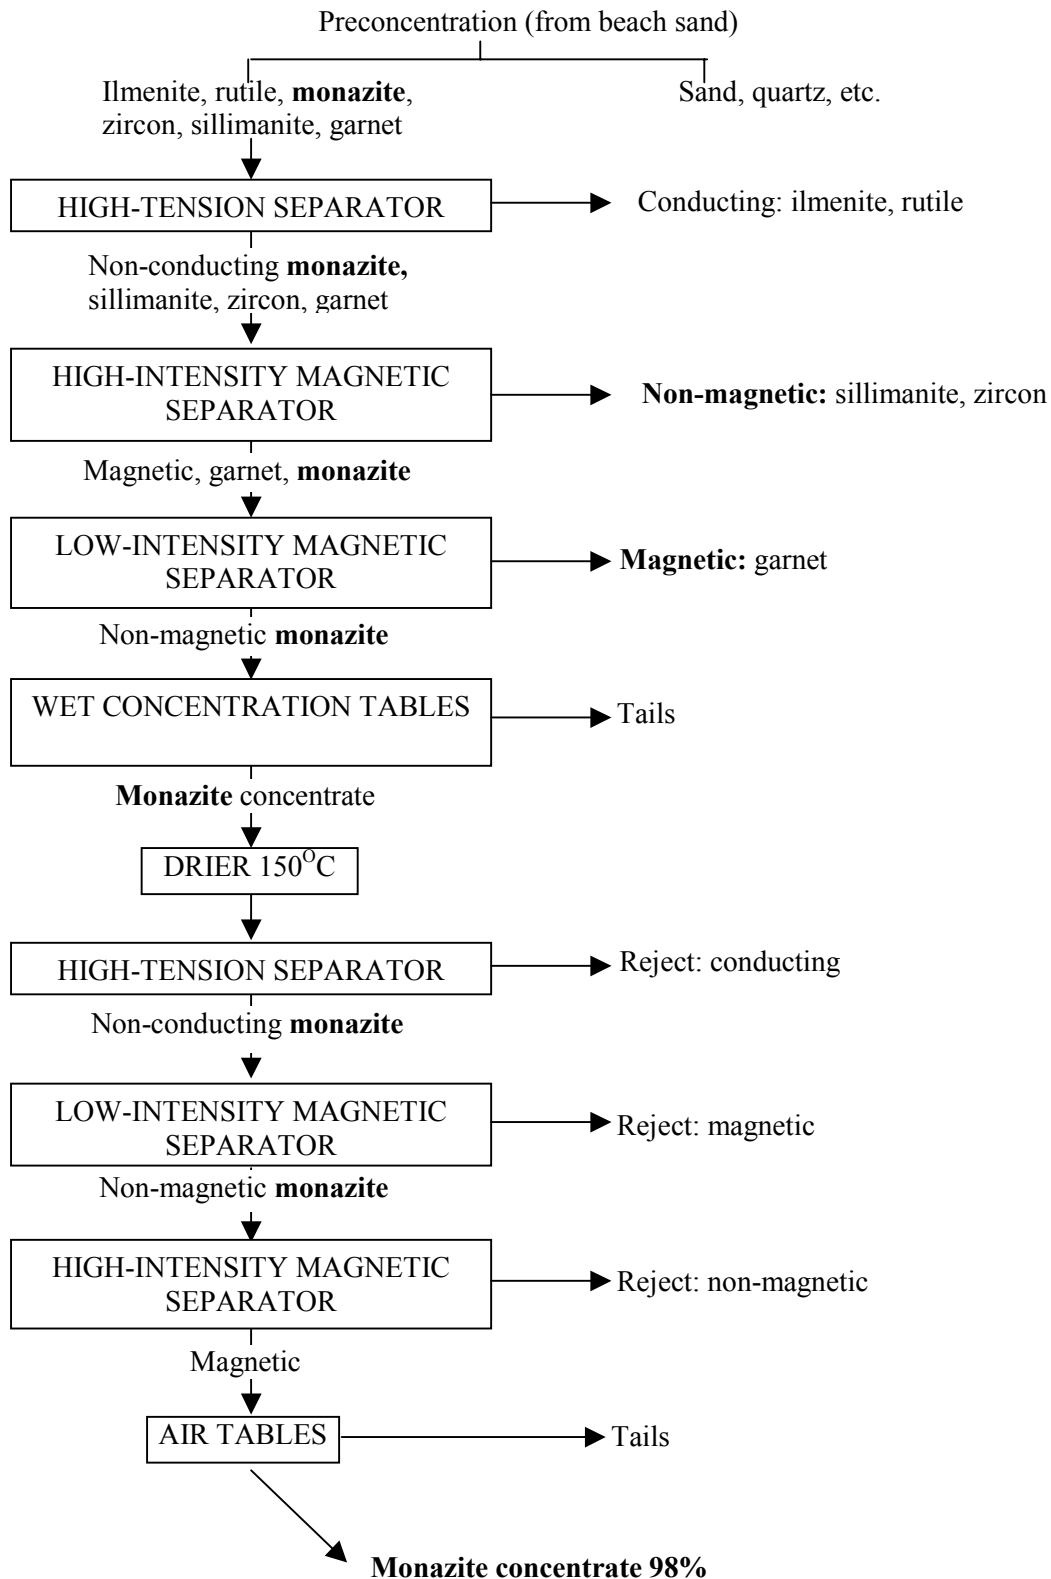 Preconcentration (from beach sand)
Ilmenite, rutile, monazite,
zircon, sillimanite, garnet
Sand, quartz, etc.
HIGH-TENSION SEPARATOR
Conducting: ilmenite, rutile
Non-conducting monazite,
sillimanite, zircon, garnet
HIGH-INTENSITY MAGNETIC
SEPARATOR
Non-magnetic: sillimanite, zircon
Magnetic, garnet, monazite
LOW-INTENSITY MAGNETIC
SEPARATOR
Magnetic: garnet
Non-magnetic monazite
WET CONCENTRATION TABLES
Tails
Monazite concentrate
DRIER 150°C
HIGH-TENSION SEPARATOR
Reject: conducting
Non-conducting monazite
LOW-INTENSITY MAGNETIC
SEPARATOR
Reject: magnetic
Non-magnetic monazite
HIGH-INTENSITY MAGNETIC
SEPARATOR
Reject: non-magnetic
Magnetic
AIR TABLES
Tails
Monazite concentrate 98%